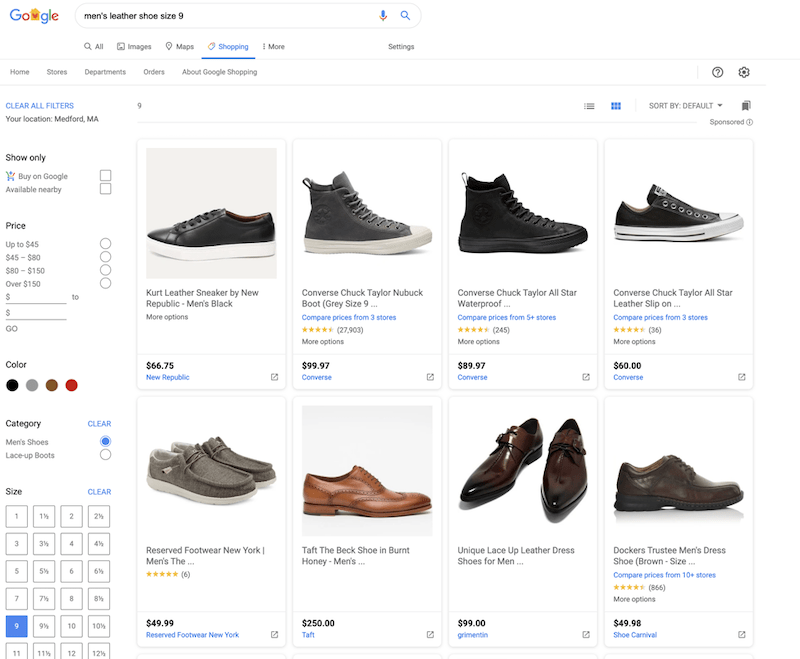 Google
men's leather shoe size 9
All Images Maps Shopping More Settings
Home Stores Departments Orders About Google Shopping
CLEAR ALL FILTERS
Your location: Medford, MA
9
SORT BY: DEFAULT
Sponsored
Show only
Buy on Google
Available nearby
Price
Up to $45
$45 – $80
$80 – $150
Over $150
$ to
$
GO
Color
Category CLEAR
Men's Shoes
Lace-up Boots
Size CLEAR
1 1½ 2 2½
3 3½ 4 4½
5 5½ 6 6½
7 7½ 8 8½
9 9½ 10 10½
11 11½ 12 12½
Kurt Leather Sneaker by New
Republic - Men's Black
More options
$66.75
New Republic
Converse Chuck Taylor Nubuck
Boot (Grey Size 9 ...
Compare prices from 3 stores
(27,903)
More options
$99.97
Converse
Converse Chuck Taylor All Star
Waterproof ...
Compare prices from 5+ stores
(245)
More options
$89.97
Converse
Converse Chuck Taylor All Star
Leather Slip on ...
Compare prices from 3 stores
(36)
More options
$60.00
Converse
Reserved Footwear New York |
Men's The ...
(6)
$49.99
Reserved Footwear New York
Taft The Beck Shoe in Burnt
Honey - Men's ...
$250.00
Taft
Unique Lace Up Leather Dress
Shoes for Men ...
$99.00
grimentin
Dockers Trustee Men's Dress
Shoe (Brown - Size ...
Compare prices from 10+ stores
(866)
More options
$49.98
Shoe Carnival